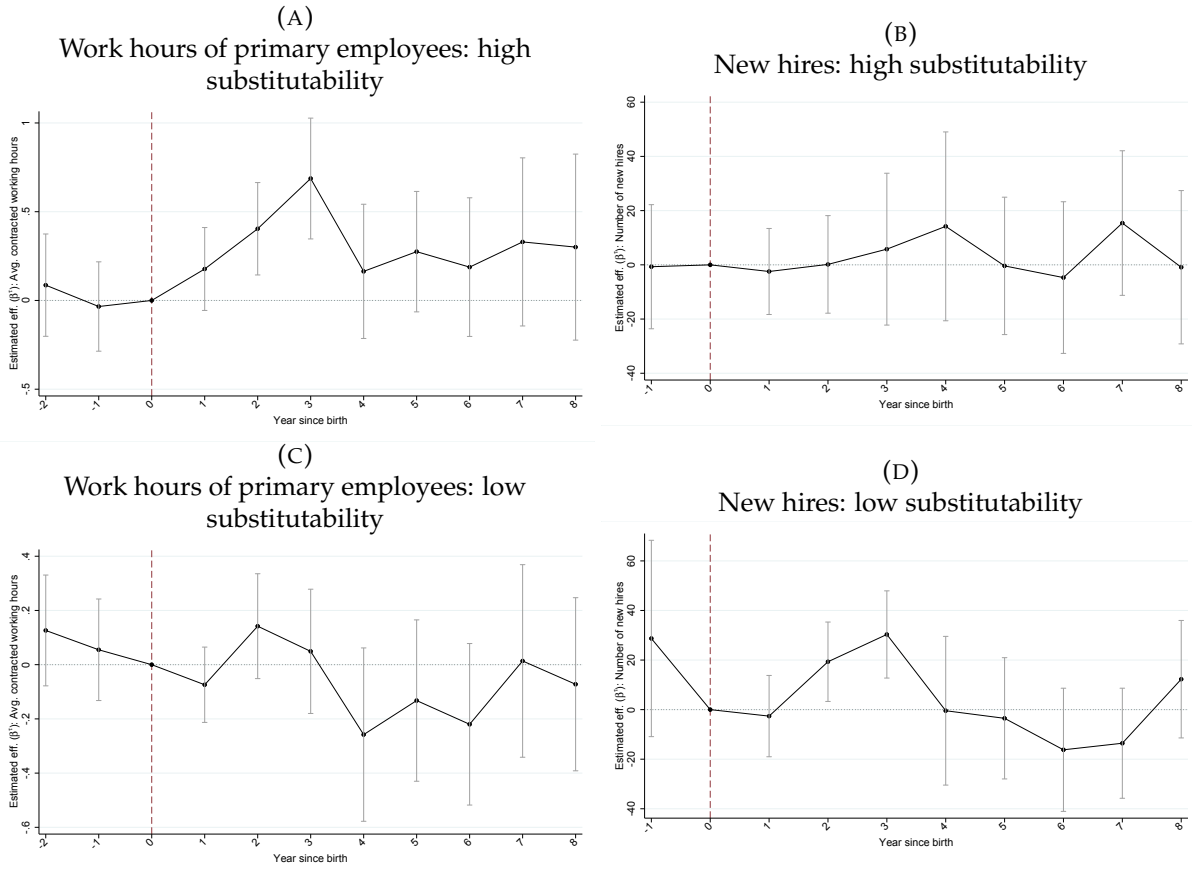 (A)
Work hours of primary employees: high
substitutability
Estimated eff. (β^τ): Avg. contracted working hours
1
.5
0
-.5
-2 -1 0 1 2 3 4 5 6 7 8
Year since birth
(B)
New hires: high substitutability
Estimated eff. (β^τ): Number of new hires
60
40
20
0
-20
-40
-1 0 1 2 3 4 5 6 7 8
Year since birth
(C)
Work hours of primary employees: low
substitutability
Estimated eff. (β^τ): Avg. contracted working hours
.4
.2
0
-.2
-.4
-.6
-2 -1 0 1 2 3 4 5 6 7 8
Year since birth
(D)
New hires: low substitutability
Estimated eff. (β^τ): Number of new hires
60
40
20
0
-20
-40
-1 0 1 2 3 4 5 6 7 8
Year since birth